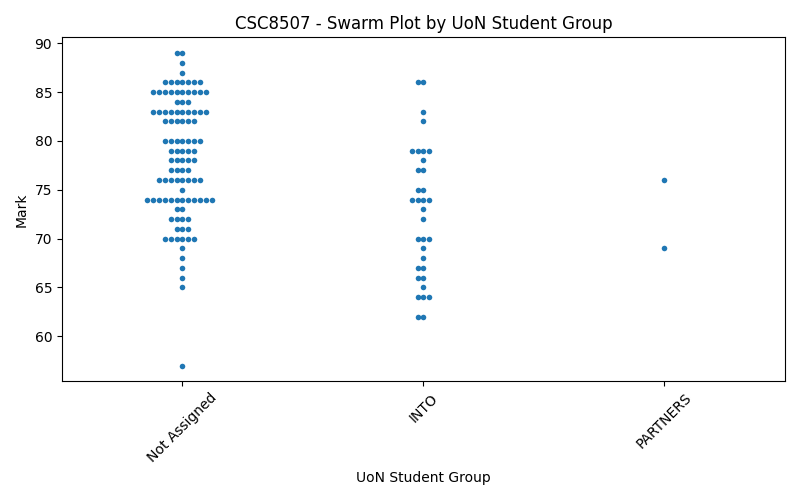 CSC8507 - Swarm Plot by UoN Student Group
90
85
80
75
70
65
60
Mark
Not Assigned
INTO
PARTNERS
UoN Student Group